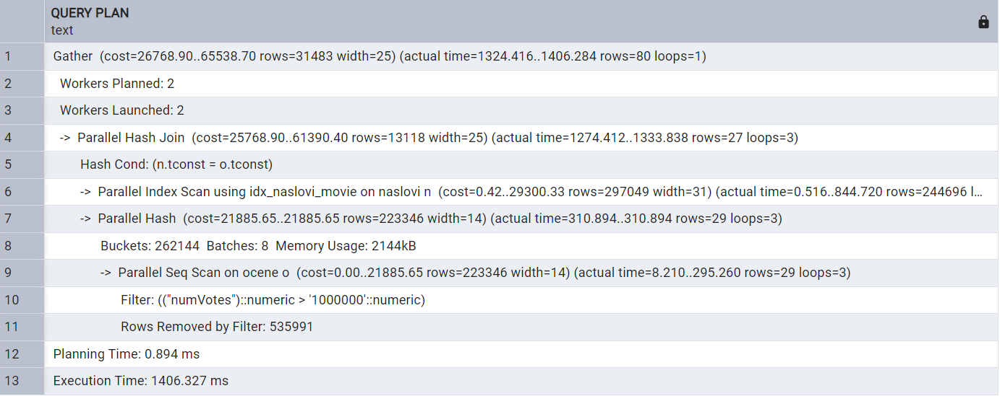 QUERY PLAN
text
1 Gather (cost=26768.90..65538.70 rows=31483 width=25) (actual time=1324.416..1406.284 rows=80 loops=1)
2 Workers Planned: 2
3 Workers Launched: 2
4 -> Parallel Hash Join (cost=25768.90..61390.40 rows=13118 width=25) (actual time=1274.412..1333.838 rows=27 loops=3)
5 Hash Cond: (n.tconst = o.tconst)
6 -> Parallel Index Scan using idx_naslovi_movie on naslovi n (cost=0.42..29300.33 rows=297049 width=31) (actual time=0.516..844.720 rows=244696 l...
7 -> Parallel Hash (cost=21885.65..21885.65 rows=223346 width=14) (actual time=310.894..310.894 rows=29 loops=3)
8 Buckets: 262144 Batches: 8 Memory Usage: 2144kB
9 -> Parallel Seq Scan on ocene o (cost=0.00..21885.65 rows=223346 width=14) (actual time=8.210..295.260 rows=29 loops=3)
10 Filter: (("numVotes")::numeric > '1000000'::numeric)
11 Rows Removed by Filter: 535991
12 Planning Time: 0.894 ms
13 Execution Time: 1406.327 ms